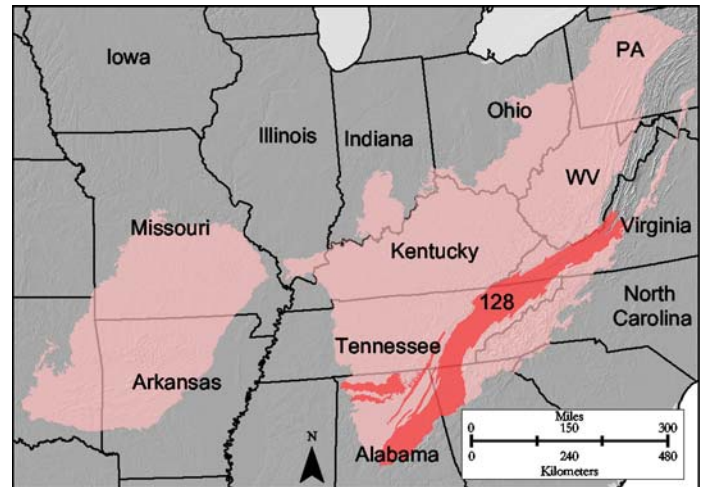 PA
Iowa
Ohio
Illinois
Indiana
WV
Missouri
Virginia
Kentucky
128
North
Carolina
Tennessee
Arkansas
Alabama
N
Miles
0 150 300
0 240 480
Kilometers